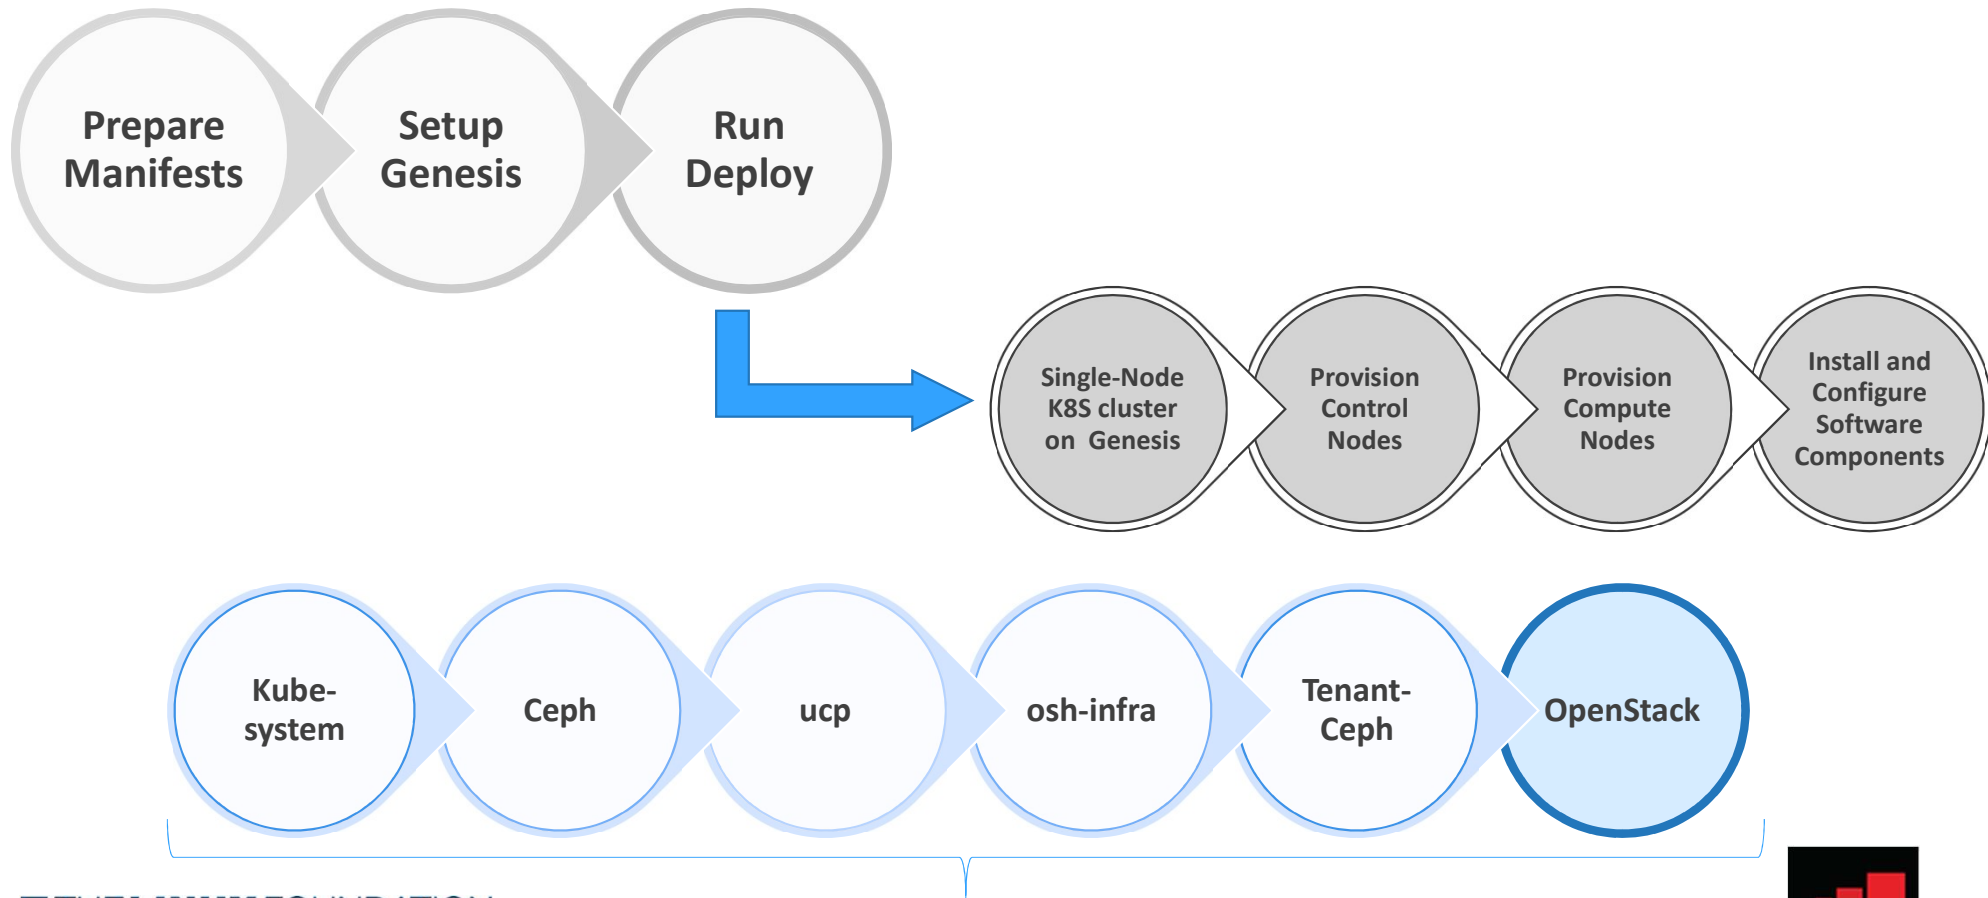 Prepare
Manifests
Setup
Genesis
Run
Deploy
Single-Node
K8S cluster
on Genesis
Provision
Control
Nodes
Provision
Compute
Nodes
Install and
Configure
Software
Components
Kube-
system
Ceph
ucp
osh-infra
Tenant-
Ceph
OpenStack